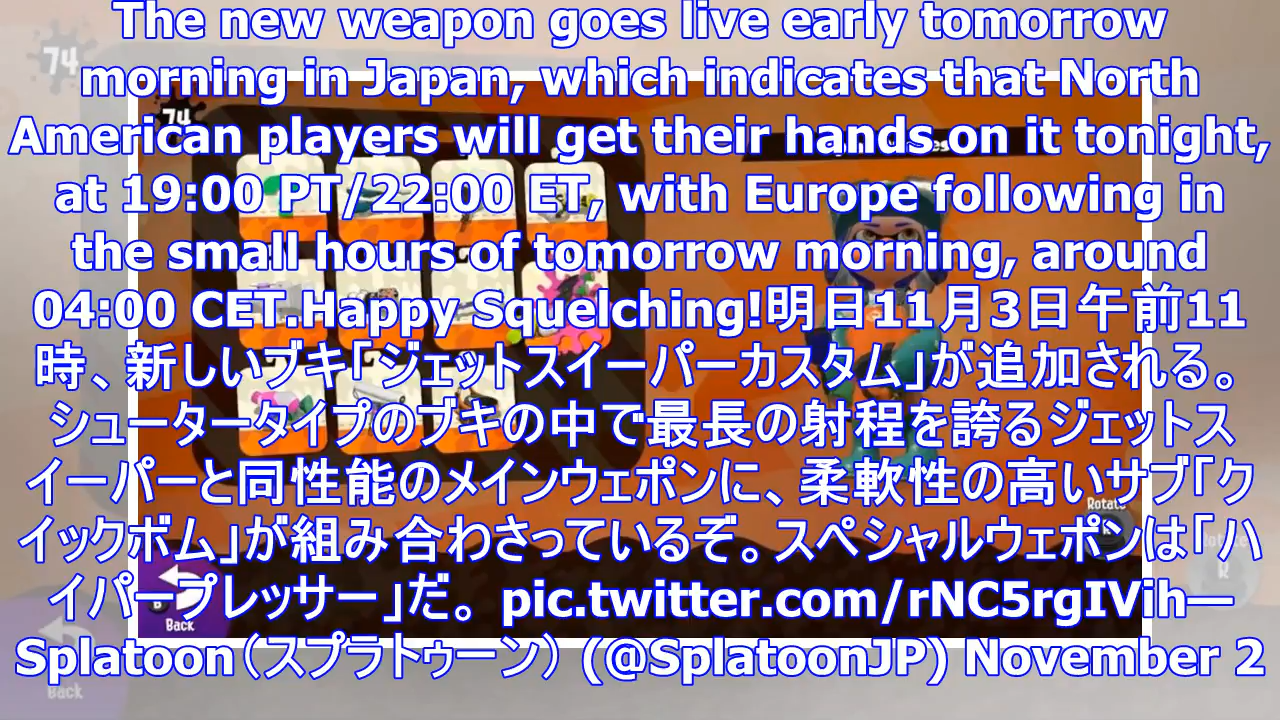 The new weapon goes live early tomorrow
morning in Japan, which indicates that North
American players will get their hands on it tonight,
at 19:00 PT/22:00 ET , with Europe following in
the small hours of tomorrow morning, around
04:00 CET.Happy Squelching!明日11月3日午前11
時、新しいブキ「ジェットスイーパーカスタム」が追加される。
シュータータイプのブキの中で最長の射程を誇るジェットス
イーパーと同性能のメインウェポンに、柔軟性の高いサブ「ク
イックボム」が組み合わさっているぞ。スペシャルウェポンは「ハ
イパープレッサー」だ。 pic.twitter.com/rNC5rgIVih—
Splatoon（スプラトゥーン） (@SplatoonJP) November 2
74
74
Rotate
R
Rotate
R
B
Back
Back